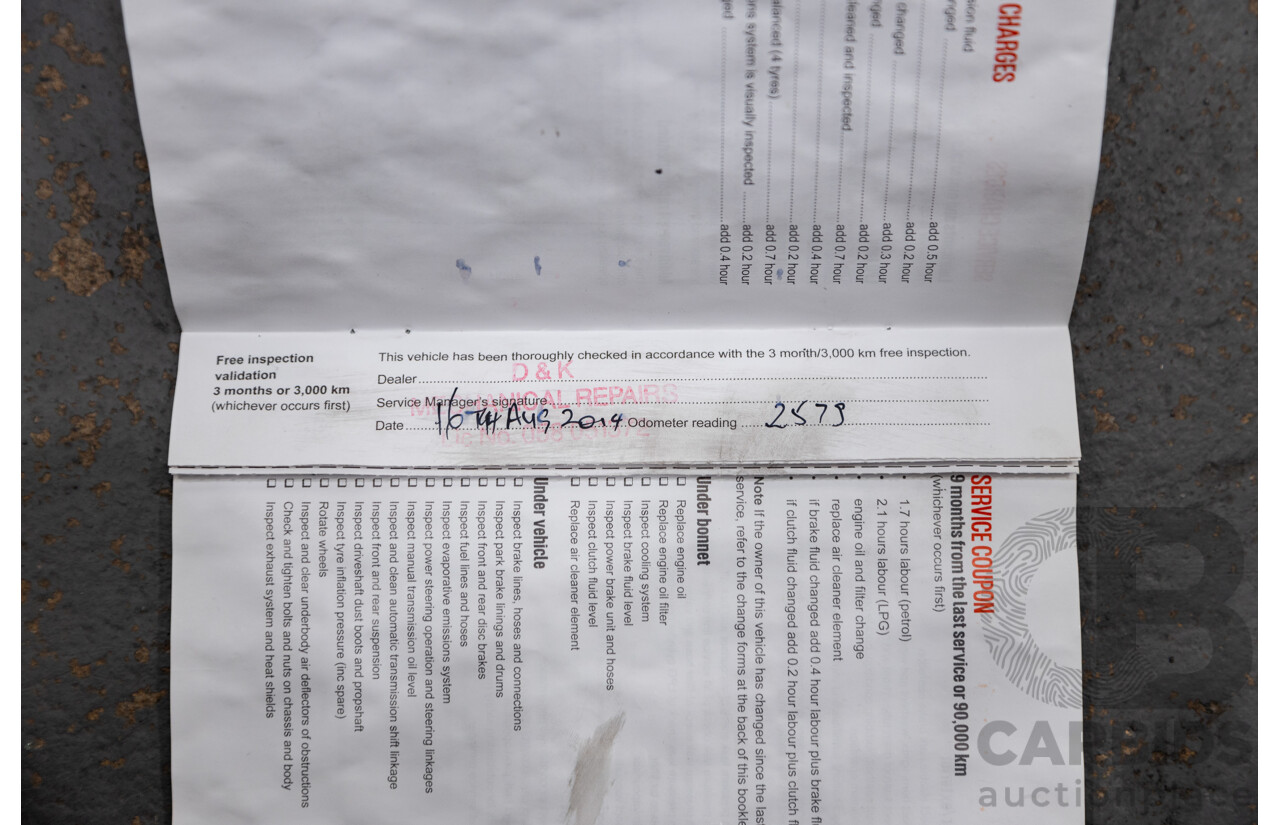 CHARGES
add 0.5 hour
add 0.2 hour
changed
add 0.3 hour
add 0.2 hour
leaned and inspected
add 0.7 hour
add 0.4 hour
add 0.2 hour
alanced (4 tyres)
add 0.7 hour
ns system is visually inspected
add 0.2 hour
add 0.4 hour
Free inspection
validation
3 months or 3,000 km
(whichever occurs first)
This vehicle has been thoroughly checked in accordance with the 3 month/3,000 km free inspection.
Dealer
D & K
MECHANICAL REPAIRS
Service Manager's signature
Date 16TH AUG 2014 Odometer reading 2579
SERVICE COUPON
9 months from the last service or 90,000 km
(whichever occurs first)
• 1.7 hours labour (petrol)
• 2.1 hours labour (LPG)
• engine oil and filter change
• replace air cleaner element
• if brake fluid changed add 0.4 hour labour plus brake fl
• if clutch fluid changed add 0.2 hour labour plus clutch f
Note If the owner of this vehicle has changed since the last
service, refer to the change forms at the back of this bookle
Under bonnet
❑ Replace engine oil
❑ Replace engine oil filter
❑ Inspect cooling system
❑ Inspect brake fluid level
❑ Inspect power brake unit and hoses
❑ Inspect clutch fluid level
❑ Replace air cleaner element
Under vehicle
❑ Inspect brake lines, hoses and connections
❑ Inspect park brake linings and drums
❑ Inspect front and rear disc brakes
❑ Inspect fuel lines and hoses
❑ Inspect evaporative emissions system
❑ Inspect power steering operation and steering linkages
❑ Inspect manual transmission oil level
❑ Inspect and clean automatic transmission shift linkage
❑ Inspect front and rear suspension
❑ Inspect driveshaft dust boots and propshaft
❑ Inspect tyre inflation pressure (inc spare)
❑ Rotate wheels
❑ Inspect and clear underbody air deflectors of obstructions
❑ Check and tighten bolts and nuts on chassis and body
❑ Inspect exhaust system and heat shields
CB
auctionplace